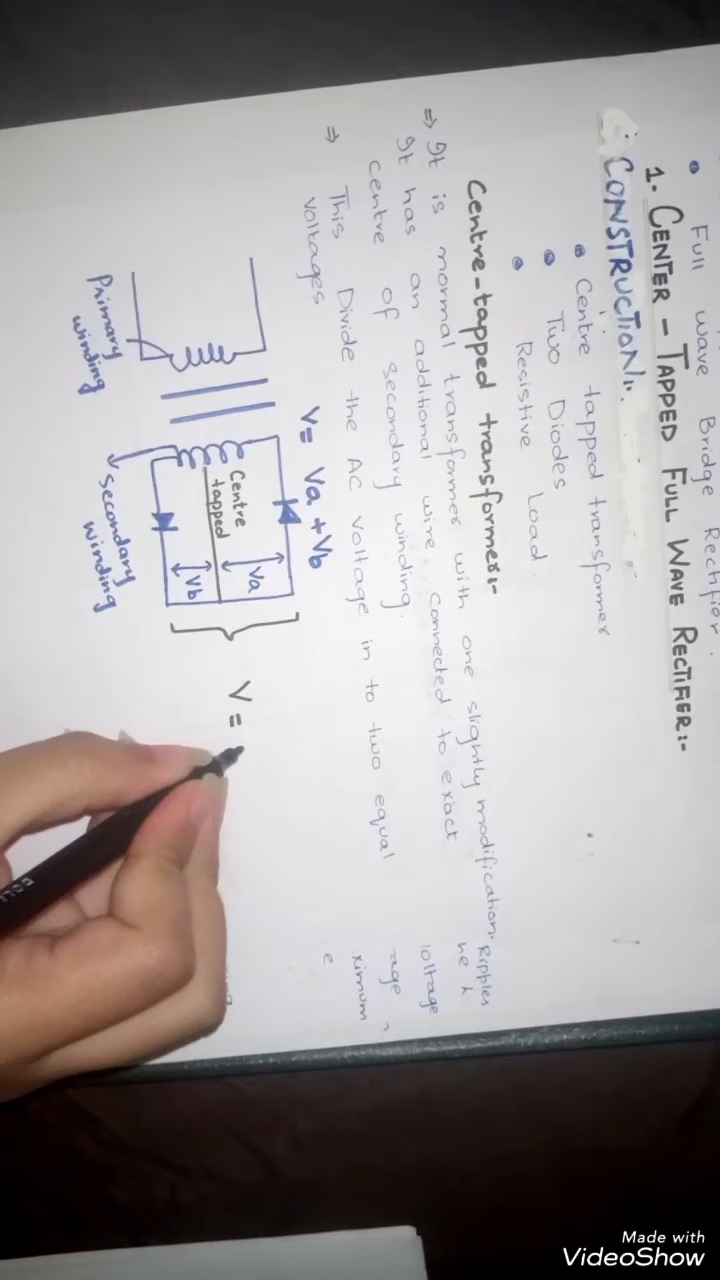 Full wave Bridge Rectifier.
1. CENTER - TAPPED FULL WAVE RECTIFIER:-
CONSTRUCTION:-
Centre tapped transformer
Two Diodes
Resistive Load.
Centre-tapped transformer:-
⇒ It is normal transformer with one slightly modification.
It has an additional wire connected to exact
centre of secondary winding.
⇒ This Divide the AC voltage in to two equal
voltages
Ripples
age
ximum
e
V = Va + Vb
Va
Centre
tapped
Vb
V =
Primary
winding
Secondary
winding
Made with
VideoShow